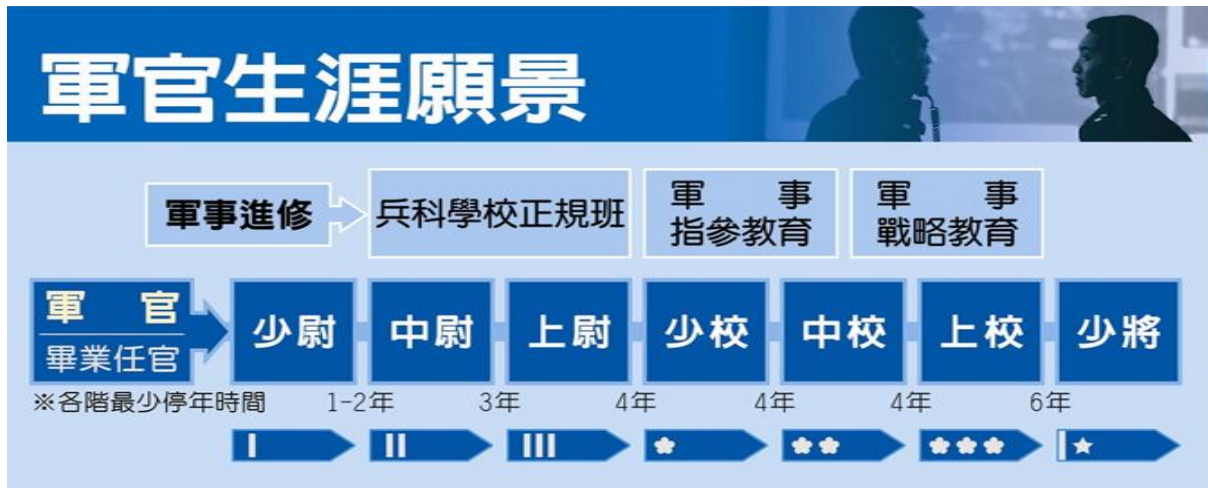 軍官生涯願景
軍事進修
兵科學校正規班
軍事
指參教育
軍事
戰略教育
軍官
畢業任官
少尉
中尉
上尉
少校
中校
上校
少將
※各階最少停年時間 1-2年 3年 4年 4年 4年 6年